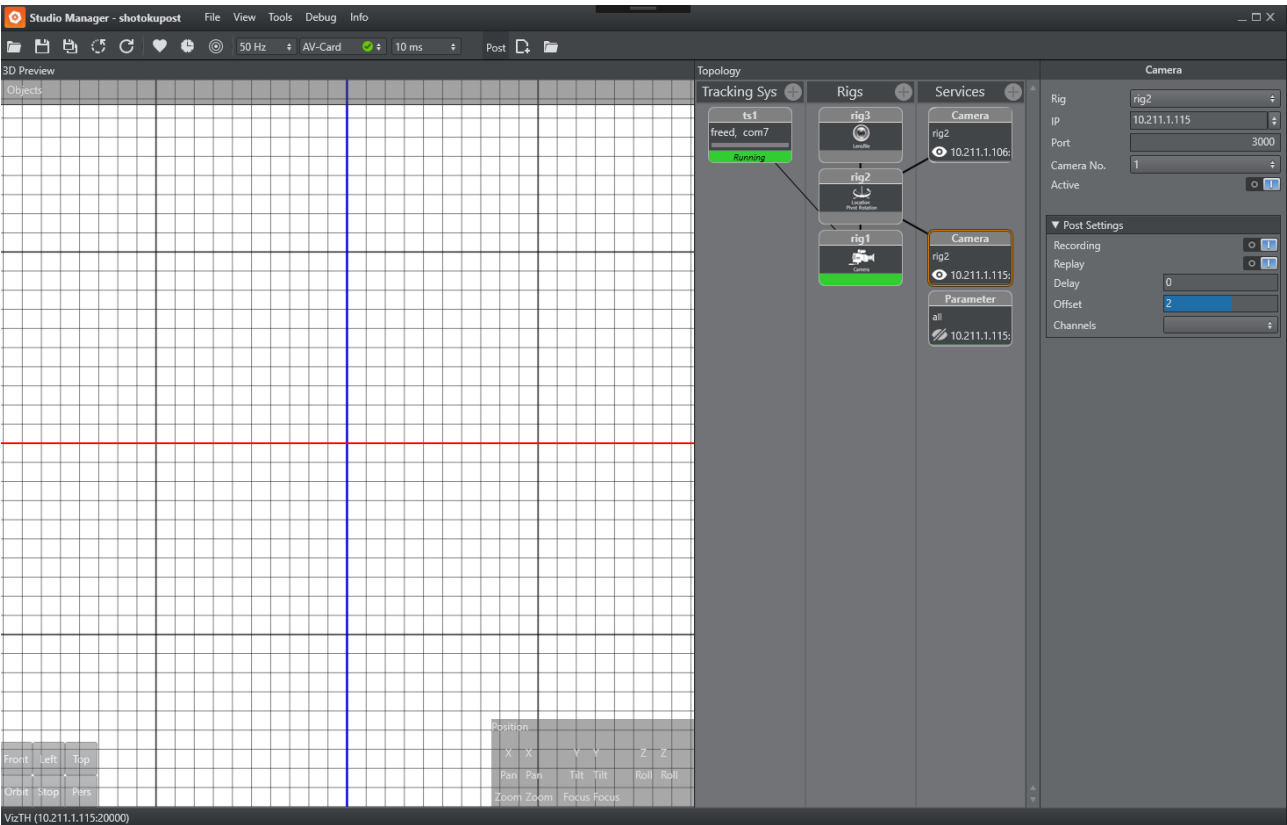 Studio Manager - shotokupost File View Tools Debug Info
50 Hz AV-Card 10 ms Post
3D Preview
Objects
Front Left Top
Orbit Stop Pers
Position
X X Y Y Z Z
Pan Pan Tilt Tilt Roll Roll
Zoom Zoom Focus Focus
Topology
Tracking Sys Rigs Services
ts1
freed, com7
Running
rig3
Lensfile
rig2
Location
Pivot Rotation
rig1
Camera
Camera
rig2
10.211.1.106:
Camera
rig2
10.211.1.115:
Parameter
all
10.211.1.115:
Camera
Rig rig2
IP 10.211.1.115
Port 3000
Camera No. 1
Active
Post Settings
Recording
Replay
Delay 0
Offset 2
Channels
VizTH (10.211.1.115:20000)